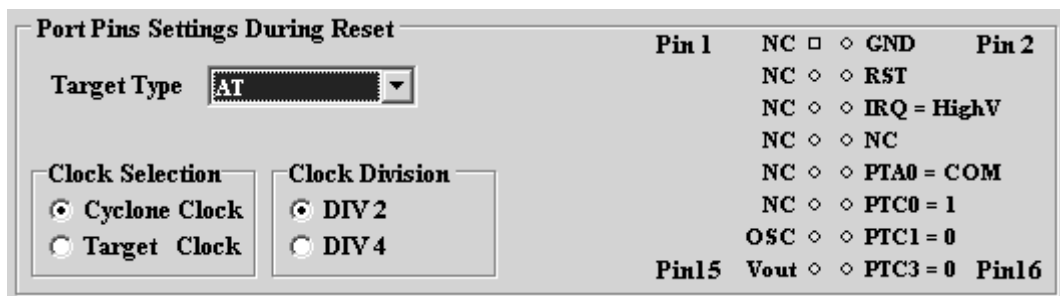 Port Pins Settings During Reset
Target Type AT
Clock Selection
Cyclone Clock
Target Clock
Clock Division
DIV 2
DIV 4
Pin 1 NC GND Pin 2
NC RST
NC IRQ = HighV
NC NC
NC PTA0 = COM
NC PTC0 = 1
OSC PTC1 = 0
Pin15 Vout PTC3 = 0 Pin16